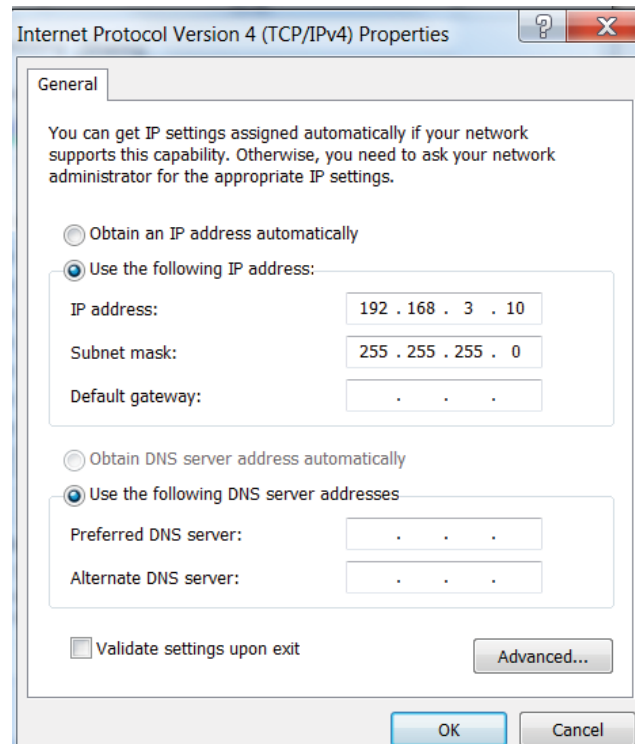 Internet Protocol Version 4 (TCP/IPv4) Properties
General
You can get IP settings assigned automatically if your network
supports this capability. Otherwise, you need to ask your network
administrator for the appropriate IP settings.
Obtain an IP address automatically
Use the following IP address:
IP address: 192 . 168 . 3 . 10
Subnet mask: 255 . 255 . 255 . 0
Default gateway: . . .
Obtain DNS server address automatically
Use the following DNS server addresses
Preferred DNS server: . . .
Alternate DNS server: . . .
Validate settings upon exit
Advanced...
OK Cancel